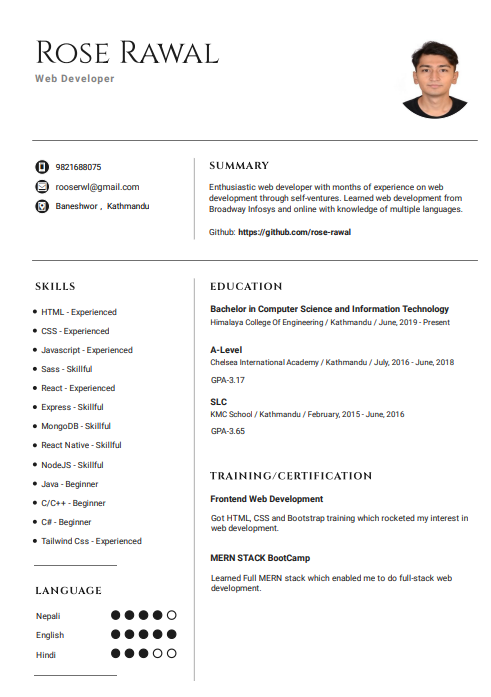 Rose Rawal
Web Developer
9821688075
rooserwl@gmail.com
Baneshwor , Kathmandu
SUMMARY
Enthusiastic web developer with months of experience on web
development through self-ventures. Learned web development from
Broadway Infosys and online with knowledge of multiple languages.
Github: https://github.com/rose-rawal
SKILLS
HTML - Experienced
CSS - Experienced
Javascript - Experienced
Sass - Skillful
React - Experienced
Express - Skillful
MongoDB - Skillful
React Native - Skillful
NodeJS - Skillful
Java - Beginner
C/C++ - Beginner
C# - Beginner
Tailwind Css - Experienced
LANGUAGE
Nepali
English
Hindi
EDUCATION
Bachelor in Computer Science and Information Technology
Himalaya College Of Engineering / Kathmandu / June, 2019 - Present
A-Level
Chelsea International Academy / Kathmandu / July, 2016 - June, 2018
GPA-3.17
SLC
KMC School / Kathmandu / February, 2015 - June, 2016
GPA-3.65
TRAINING/CERTIFICATION
Frontend Web Development
Got HTML, CSS and Bootstrap training which rocketed my interest in
web development.
MERN STACK BootCamp
Learned Full MERN stack which enabled me to do full-stack web
development.